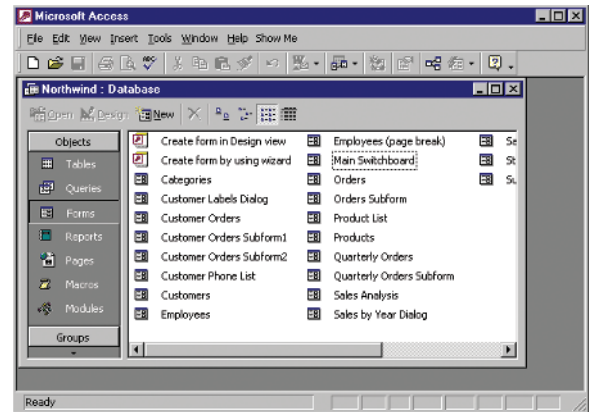 Microsoft Access
File Edit View Insert Tools Window Help Show Me
Northwind : Database
Open Design New
Objects
Tables
Queries
Forms
Reports
Pages
Macros
Modules
Groups
Create form in Design view
Create form by using wizard
Categories
Customer Labels Dialog
Customer Orders
Customer Orders Subform1
Customer Orders Subform2
Customer Phone List
Customers
Employees
Employees (page break)
Main Switchboard
Orders
Orders Subform
Product List
Products
Quarterly Orders
Quarterly Orders Subform
Sales Analysis
Sales by Year Dialog
Se
St
Su
Ready